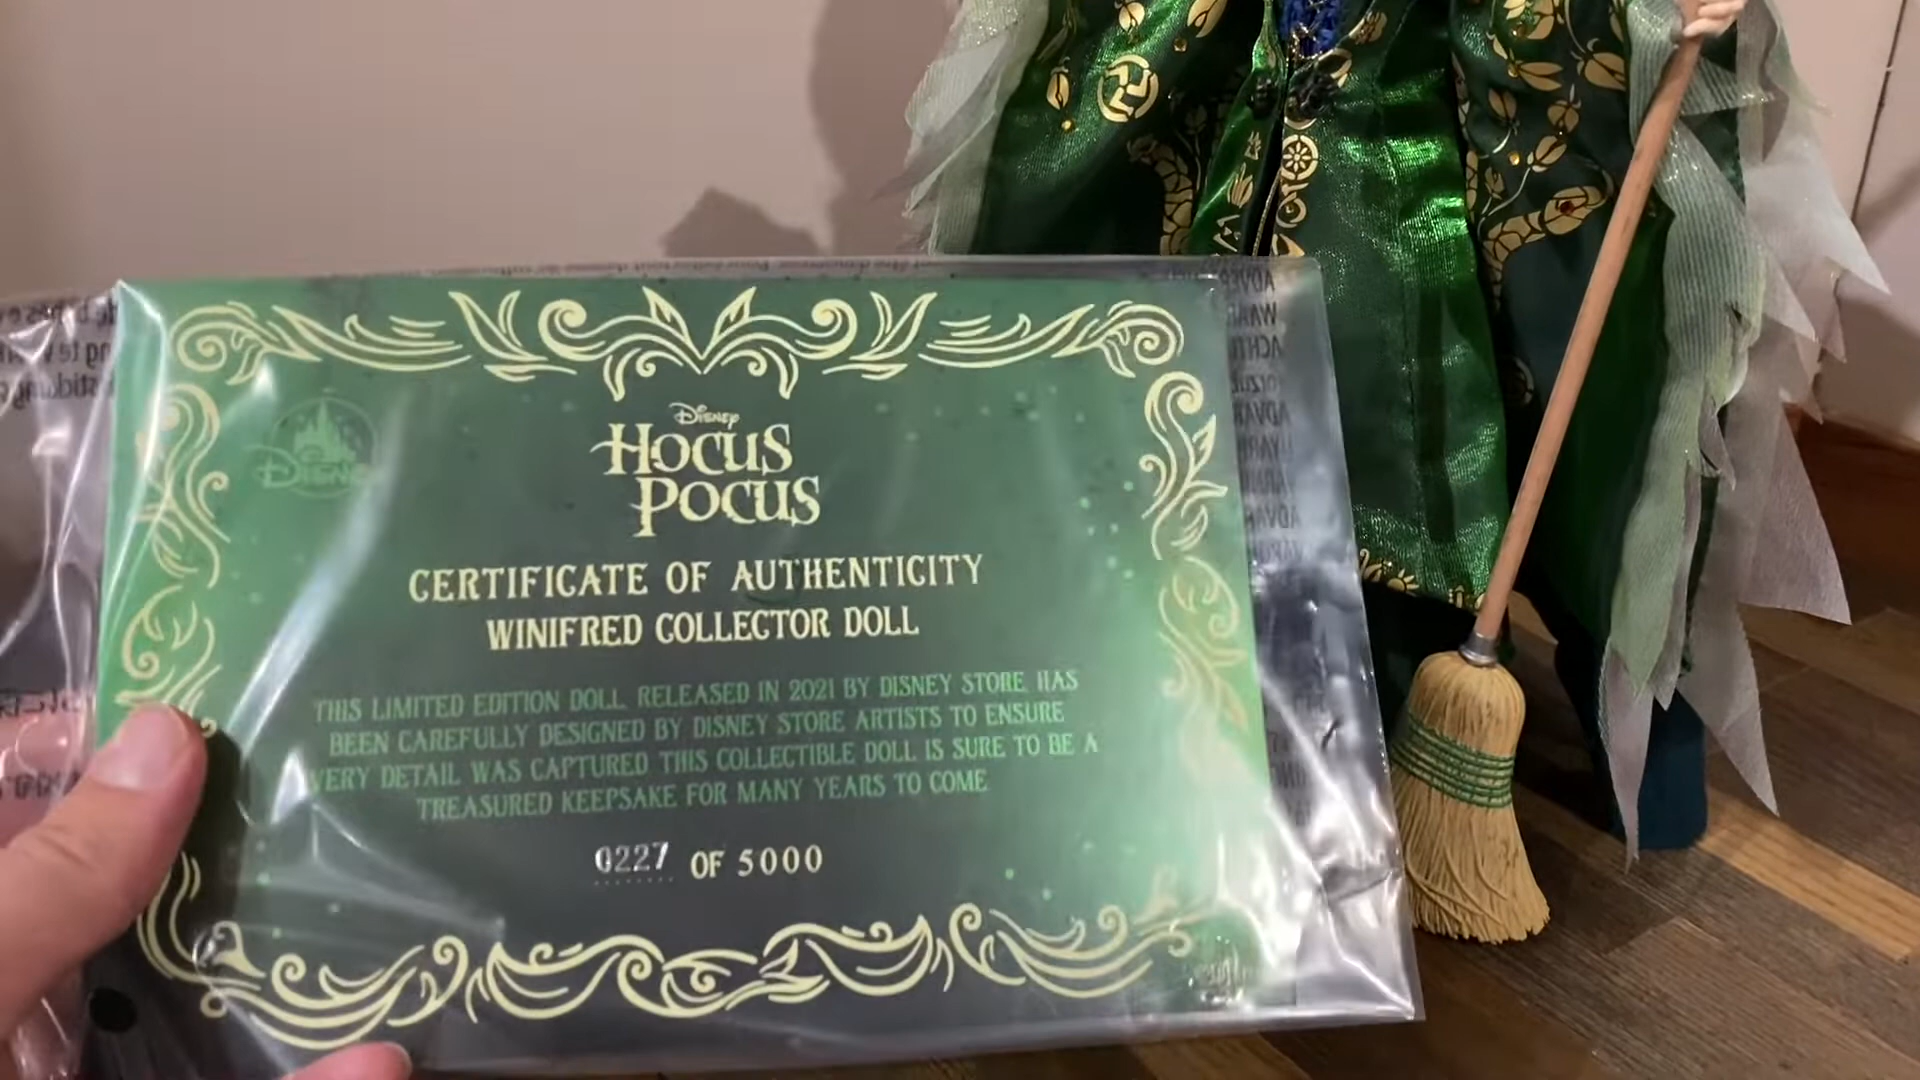 Disney
Disney
HOCUS
POCUS
CERTIFICATE OF AUTHENTICITY
WINIFRED COLLECTOR DOLL
THIS LIMITED EDITION DOLL RELEASED IN 2021 BY DISNEY STORE HAS
BEEN CAREFULLY DESIGNED BY DISNEY STORE ARTISTS TO ENSURE
VERY DETAIL WAS CAPTURED THIS COLLECTIBLE DOLL IS SURE TO BE A
TREASURED KEEPSAKE FOR MANY YEARS TO COME
0227 OF 5000